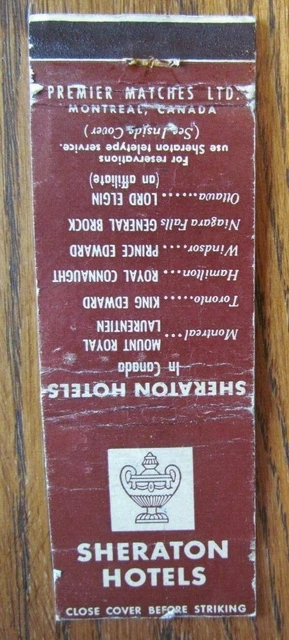 PREMIER MATCHES LTD.
MONTREAL, CANADA
SHERATON HOTELS
In Canada
Montreal... MOUNT ROYAL
LAURENTIEN
Toronto..... KING EDWARD
Hamilton... ROYAL CONNAUGHT
Windsor.... PRINCE EDWARD
Niagara Falls GENERAL BROCK
Ottawa..... LORD ELGIN
(an affiliate)
For reservations
use Sheraton teletype service.
(See Inside Cover)
SHERATON
HOTELS
CLOSE COVER BEFORE STRIKING